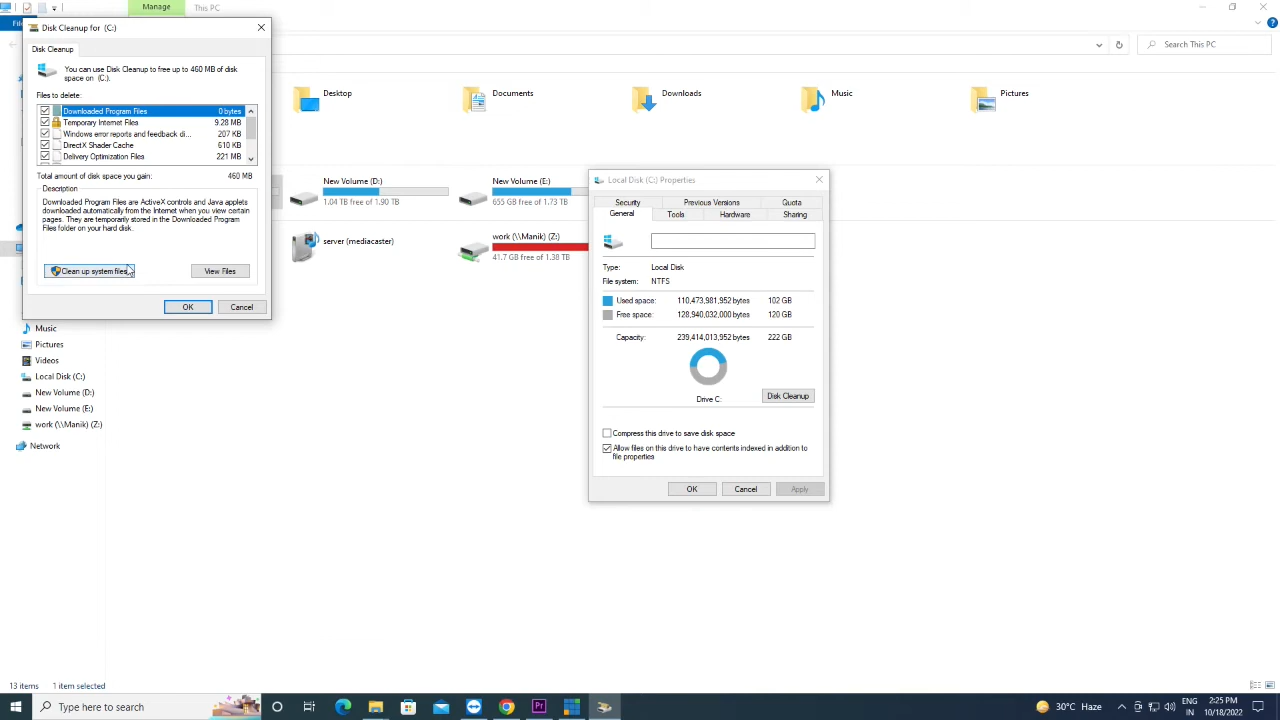 Manage
This PC
Fil
Disk Cleanup for (C:)
Disk Cleanup
You can use Disk Cleanup to free up to 460 MB of disk
space on (C:).
Files to delete:
Downloaded Program Files 0 bytes
Temporary Internet Files 9.28 MB
Windows error reports and feedback di... 207 KB
DirectX Shader Cache 610 KB
Delivery Optimization Files 221 MB
Total amount of disk space you gain: 460 MB
Description
Downloaded Program Files are ActiveX controls and Java applets
downloaded automatically from the Internet when you view certain
pages. They are temporarily stored in the Downloaded Program
Files folder on your hard disk.
Clean up system files
View Files
OK
Cancel
Search This PC
Desktop
Documents
Downloads
Music
Pictures
New Volume (D:)
1.04 TB free of 1.90 TB
New Volume (E:)
655 GB free of 1.73 TB
server (mediacaster)
work (\\Manik) (Z:)
41.7 GB free of 1.38 TB
Local Disk (C:) Properties
Security
Previous Versions
Quota
General
Tools
Hardware
Sharing
Type: Local Disk
File system: NTFS
Used space: 110,473,981,952 bytes 102 GB
Free space: 128,940,032,000 bytes 120 GB
Capacity: 239,414,013,952 bytes 222 GB
Drive C:
Disk Cleanup
Compress this drive to save disk space
Allow files on this drive to have contents indexed in addition to
file properties
OK
Cancel
Apply
Music
Pictures
Videos
Local Disk (C:)
New Volume (D:)
New Volume (E:)
work (\\Manik) (Z:)
Network
13 items
1 item selected
Type here to search
Pr
30°C Haze
ENG
IN
2:25 PM
10/18/2022